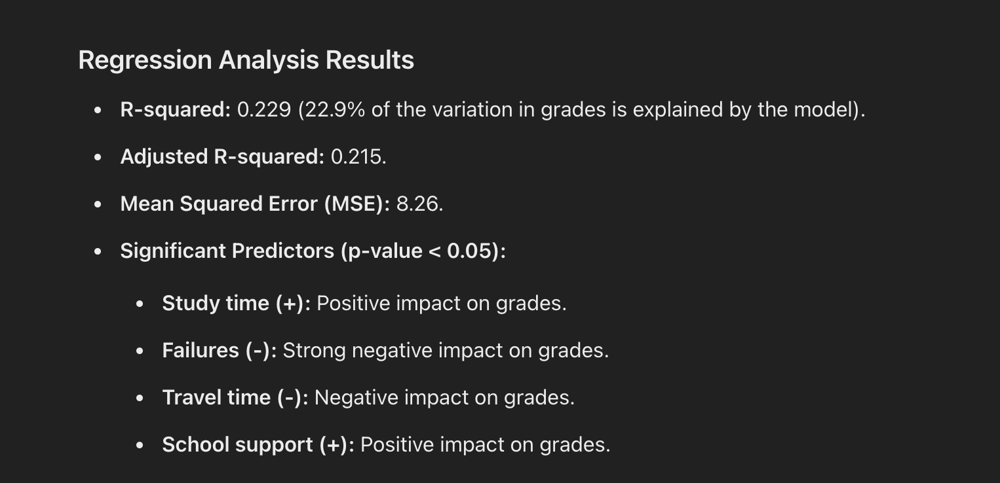 Regression Analysis Results
• R-squared: 0.229 (22.9% of the variation in grades is explained by the model).
• Adjusted R-squared: 0.215.
• Mean Squared Error (MSE): 8.26.
• Significant Predictors (p-value < 0.05):
• Study time (+): Positive impact on grades.
• Failures (-): Strong negative impact on grades.
• Travel time (-): Negative impact on grades.
• School support (+): Positive impact on grades.